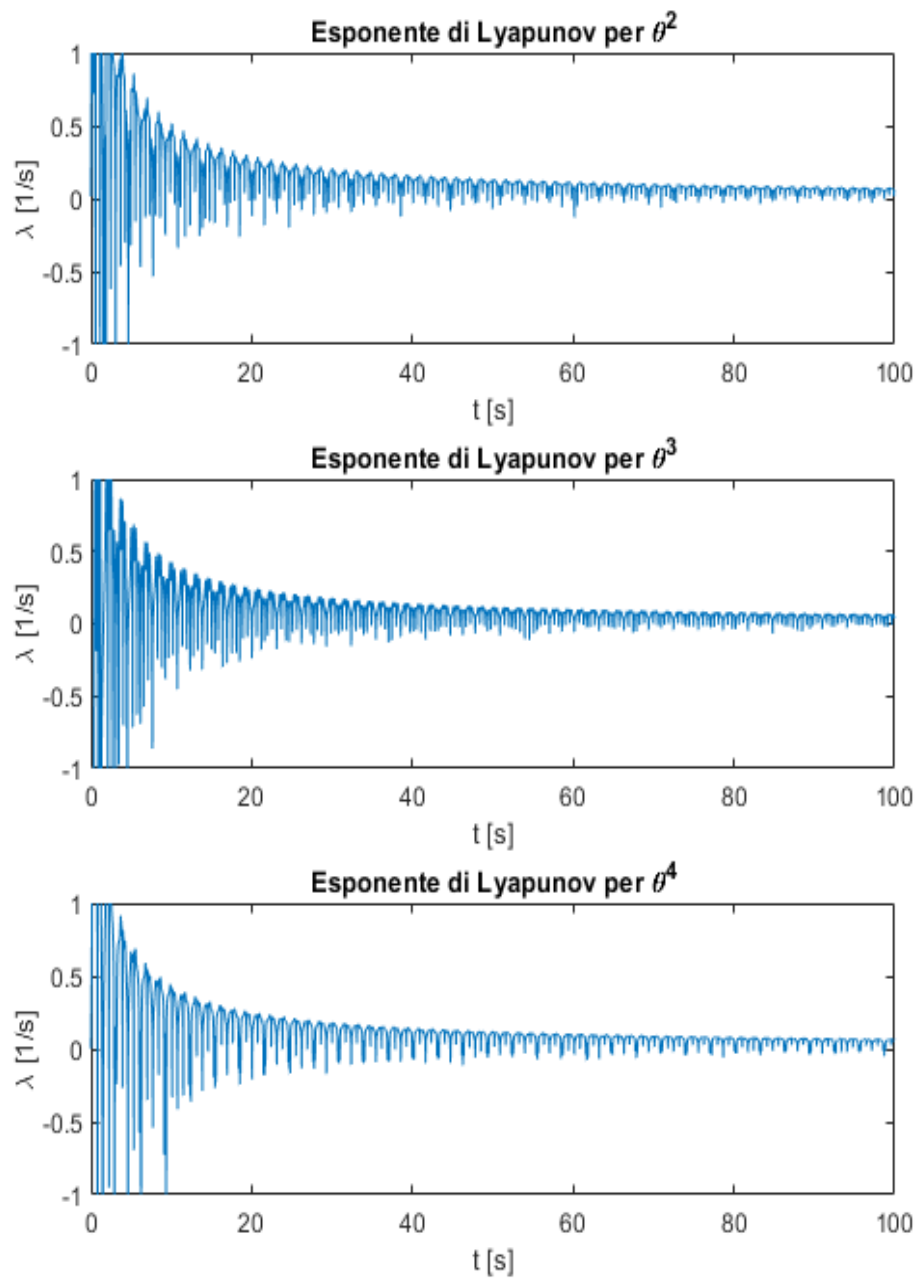 Esponente di Lyapunov per θ²
1
0.5
0
-0.5
-1
λ [1/s]
0 20 40 60 80 100
t [s]
Esponente di Lyapunov per θ³
1
0.5
0
-0.5
-1
λ [1/s]
0 20 40 60 80 100
t [s]
Esponente di Lyapunov per θ⁴
1
0.5
0
-0.5
-1
λ [1/s]
0 20 40 60 80 100
t [s]